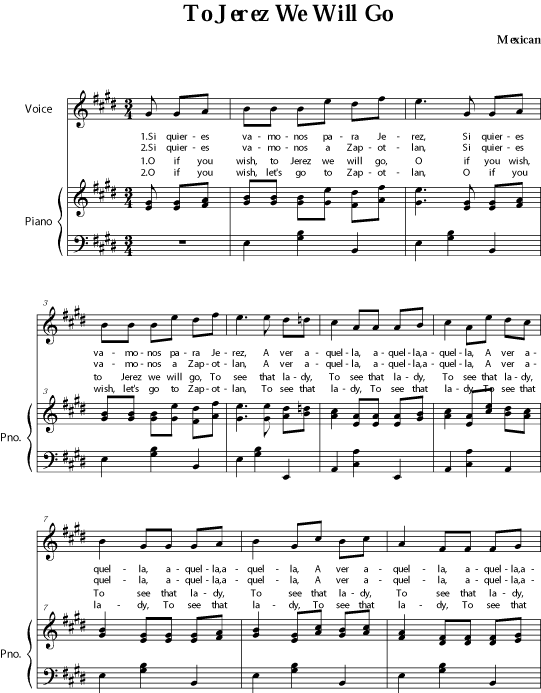 To Jerez We Will Go
Mexican
Voice
1.Si quier - es va - mo - nos pa - ra Je - rez, Si quier - es
2.Si quier - es va - mo - nos a Zap - ot - lan, Si quier - es
1.O if you wish, to Jerez we will go, O if you wish,
2.O if you wish, let's go to Zap - ot - lan, O if you
Piano
3
va - mo - nos pa - ra Je - rez, A ver a - quel - la, a - quel - la,a - quel - la, A ver a -
va - mo - nos a Zap - ot - lan, A ver a - quel - la, a - quel - la,a - quel - la, A ver a -
to Jerez we will go, To see that la - dy, To see that la - dy, To see that
wish, let's go to Zap - ot - lan, To see that la - dy, To see that la - dy, To see that
3
Pno.
7
quel - la, a - quel - la,a - quel - la, A ver a - quel - la, a - quel - la,a -
quel - la, a - quel - la,a - quel - la, A ver a - quel - la, a - quel - la,a -
la - dy, To see that la - dy, To see that la - dy, To see that
la - dy, To see that la - dy, To see that la - dy, To see that
7
Pno.